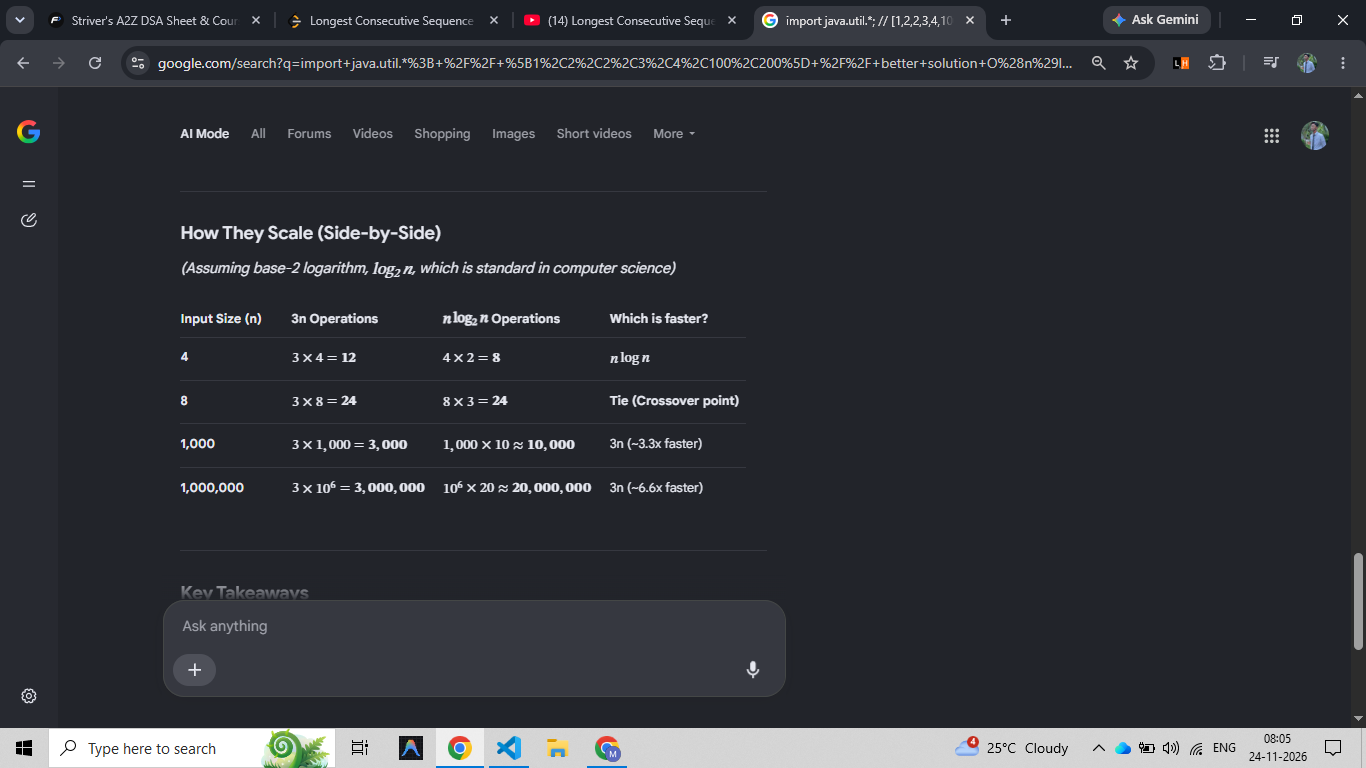 Striver's A2Z DSA Sheet & Cour
Longest Consecutive Sequence
(14) Longest Consecutive Seque
import java.util.*; // [1,2,2,3,4,10
Ask Gemini
google.com/search?q=import+java.util.*%3B+%2F%2F+%5B1%2C2%2C2%2C3%2C4%2C100%2C200%5D+%2F%2F+better+solution+O%28n%29l...
AI Mode All Forums Videos Shopping Images Short videos More
How They Scale (Side-by-Side)
(Assuming base-2 logarithm, log₂ n, which is standard in computer science)
Input Size (n) 3n Operations n log₂ n Operations Which is faster?
4 3 × 4 = 12 4 × 2 = 8 n log n
8 3 × 8 = 24 8 × 3 = 24 Tie (Crossover point)
1,000 3 × 1,000 = 3,000 1,000 × 10 ≈ 10,000 3n (~3.3x faster)
1,000,000 3 × 10⁶ = 3,000,000 10⁶ × 20 ≈ 20,000,000 3n (~6.6x faster)
Key Takeaways
Ask anything
Type here to search
4
25°C Cloudy
ENG
08:05
24-11-2026